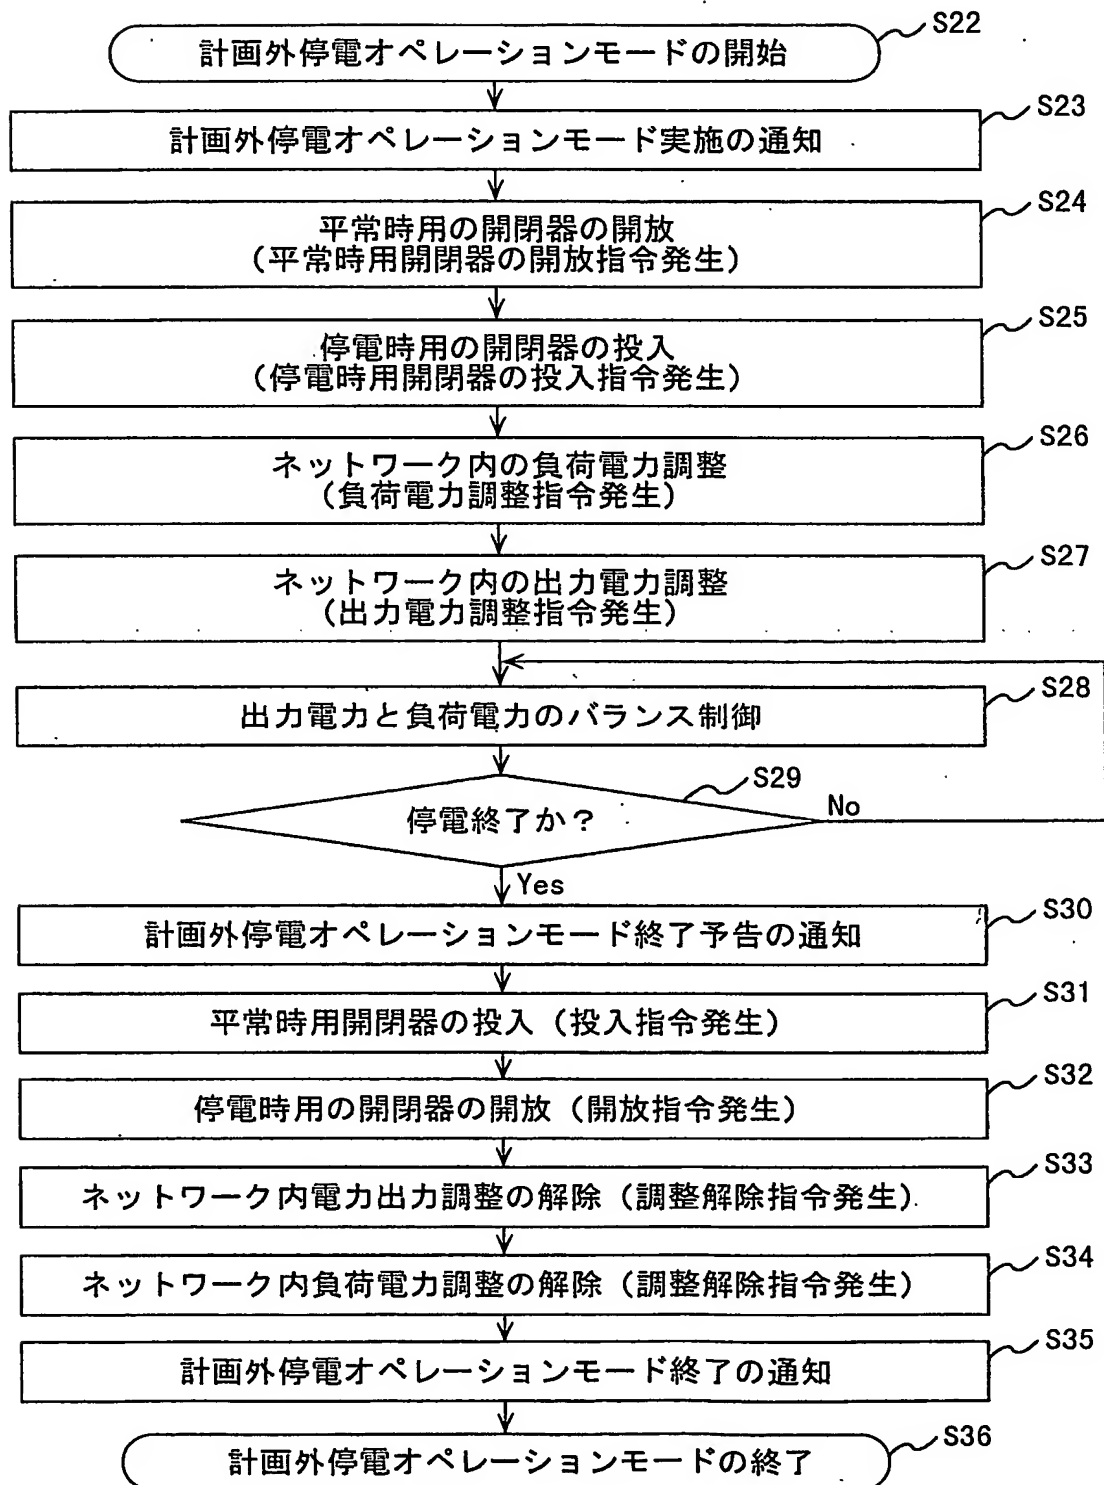 S22
計画外停電オペレーションモードの開始
S23
計画外停電オペレーションモード実施の通知
S24
平常時用の開閉器の開放
(平常時用開閉器の開放指令発生)
S25
停電時用の開閉器の投入
(停電時用開閉器の投入指令発生)
S26
ネットワーク内の負荷電力調整
(負荷電力調整指令発生)
S27
ネットワーク内の出力電力調整
(出力電力調整指令発生)
S28
出力電力と負荷電力のバランス制御
S29
停電終了か?
No
Yes
S30
計画外停電オペレーションモード終了予告の通知
S31
平常時用開閉器の投入(投入指令発生)
S32
停電時用の開閉器の開放(開放指令発生)
S33
ネットワーク内電力出力調整の解除(調整解除指令発生)
S34
ネットワーク内負荷電力調整の解除(調整解除指令発生)
S35
計画外停電オペレーションモード終了の通知
S36
計画外停電オペレーションモードの終了